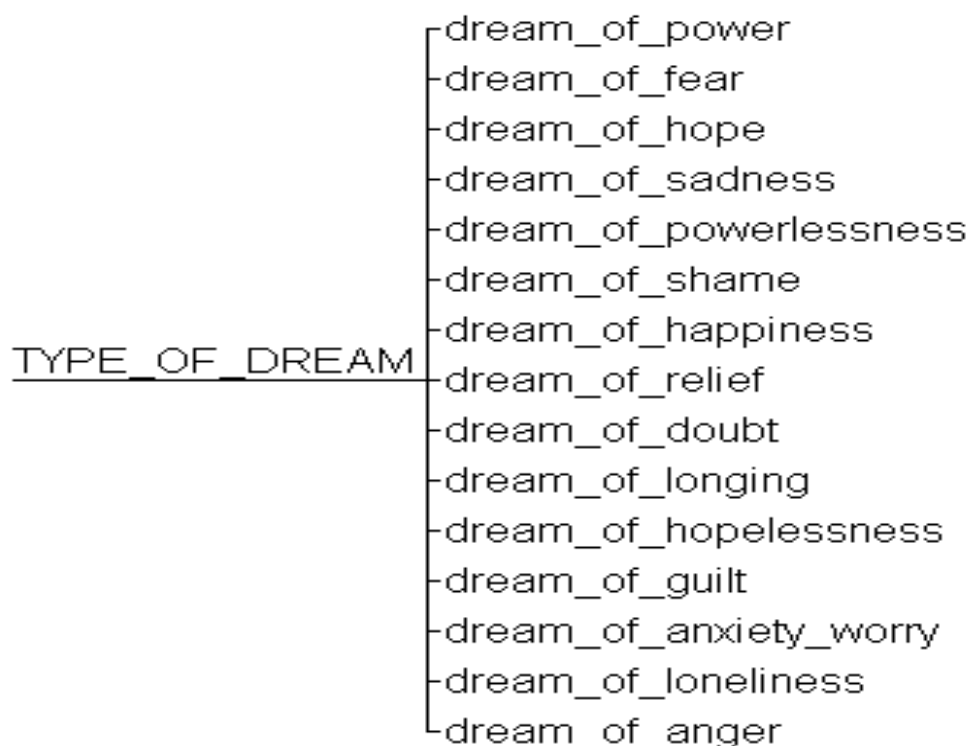 dream_of_power
dream_of_fear
dream_of_hope
dream_of_sadness
dream_of_powerlessness
dream_of_shame
dream_of_happiness
TYPE_OF_DREAM
dream_of_relief
dream_of_doubt
dream_of_longing
dream_of_hopelessness
dream_of_guilt
dream_of_anxiety_worry
dream_of_loneliness
dream_of_anger